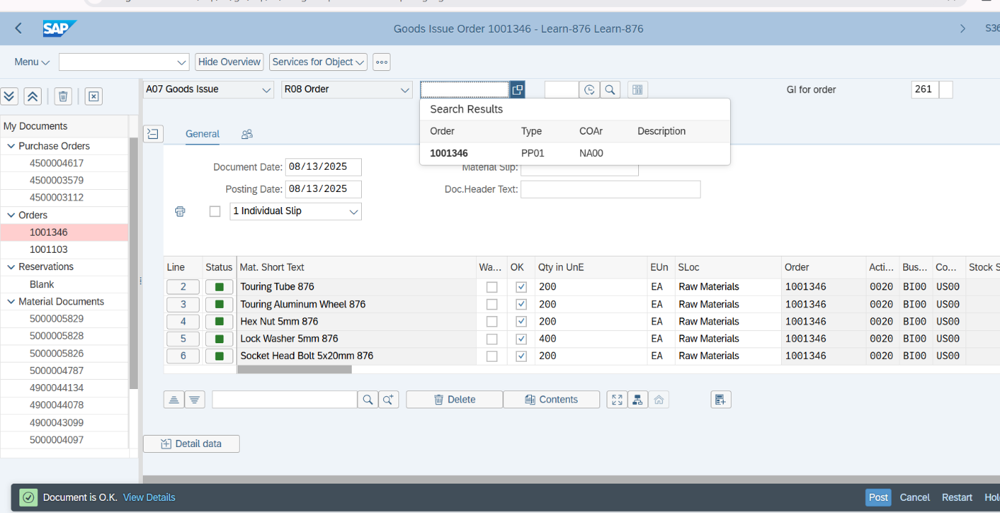 SAP
Goods Issue Order 1001346 - Learn-876 Learn-876
S36
Menu
Hide Overview
Services for Object
A07 Goods Issue
R08 Order
GI for order
261
Search Results
Order Type COAr Description
1001346 PP01 NA00
My Documents
Purchase Orders
4500004617
4500003579
4500003112
Orders
1001346
1001103
Reservations
Blank
Material Documents
5000005829
5000005828
5000005826
5000004787
4900044134
4900044078
4900043099
5000004097
General
Document Date: 08/13/2025
Material Slip:
Posting Date: 08/13/2025
Doc.Header Text:
1 Individual Slip
Line Status Mat. Short Text Wa... OK Qty in UnE EUn SLoc Order Acti... Bus... Co... Stock S
2 Touring Tube 876 200 EA Raw Materials 1001346 0020 BI00 US00
3 Touring Aluminum Wheel 876 200 EA Raw Materials 1001346 0020 BI00 US00
4 Hex Nut 5mm 876 200 EA Raw Materials 1001346 0020 BI00 US00
5 Lock Washer 5mm 876 400 EA Raw Materials 1001346 0020 BI00 US00
6 Socket Head Bolt 5x20mm 876 200 EA Raw Materials 1001346 0020 BI00 US00
Delete
Contents
Detail data
Document is O.K. View Details
Post Cancel Restart Hol